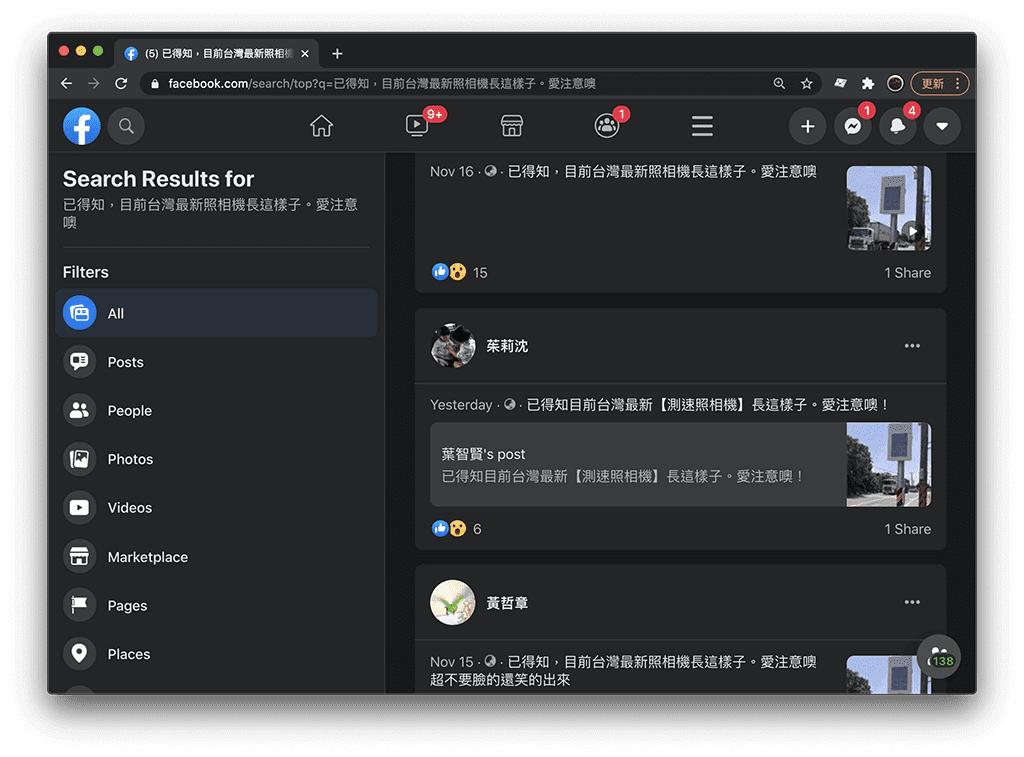 (5) 已得知，目前台灣最新照相機
facebook.com/search/top?q=已得知，目前台灣最新照相機長這樣子。愛注意噢
更新
9+
1
1
4
Search Results for
已得知，目前台灣最新照相機長這樣子。愛注意
噢
Filters
All
Posts
People
Photos
Videos
Marketplace
Pages
Places
Nov 16 · 已得知，目前台灣最新照相機長這樣子。愛注意噢
15
1 Share
茱莉沈
Yesterday · 已得知目前台灣最新【測速照相機】長這樣子。愛注意噢！
葉智賢's post
已得知目前台灣最新【測速照相機】長這樣子。愛注意噢！
6
1 Share
黃哲章
Nov 15 · 已得知，目前台灣最新照相機長這樣子。愛注意噢
超不要臉的還笑的出來
138